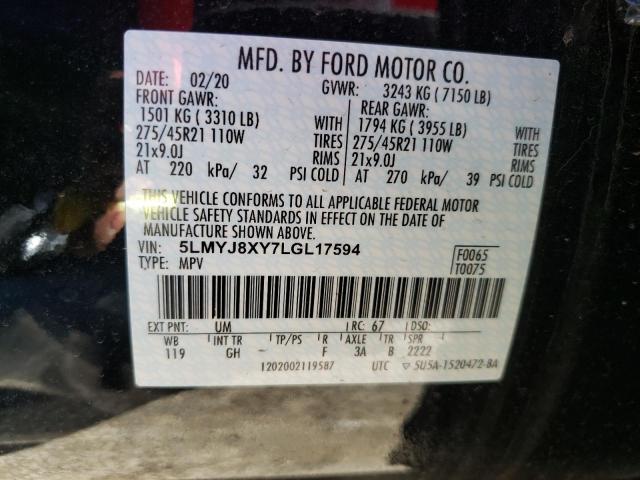 MFD. BY FORD MOTOR CO.
DATE: 02/20 GVWR: 3243 KG ( 7150 LB)
FRONT GAWR: REAR GAWR:
1501 KG ( 3310 LB) WITH 1794 KG ( 3955 LB) WITH
275/45R21 110W TIRES 275/45R21 110W TIRES
21x9.0J RIMS 21x9.0J RIMS
AT 220 kPa/ 32 PSI COLD AT 270 kPa/ 39 PSI COLD
THIS VEHICLE CONFORMS TO ALL APPLICABLE FEDERAL MOTOR
VEHICLE SAFETY STANDARDS IN EFFECT ON THE DATE OF
MANUFACTURE SHOWN ABOVE.
VIN: 5LMYJ8XY7LGL17594 F0065
TYPE: MPV T0075
EXT PNT: UM RC: 67 DSO:
WB INT TR TP/PS R AXLE TR SPR
119 GH F 3A B 2222
1202002119587 UTC ▽ 5U5A-1520472-BA